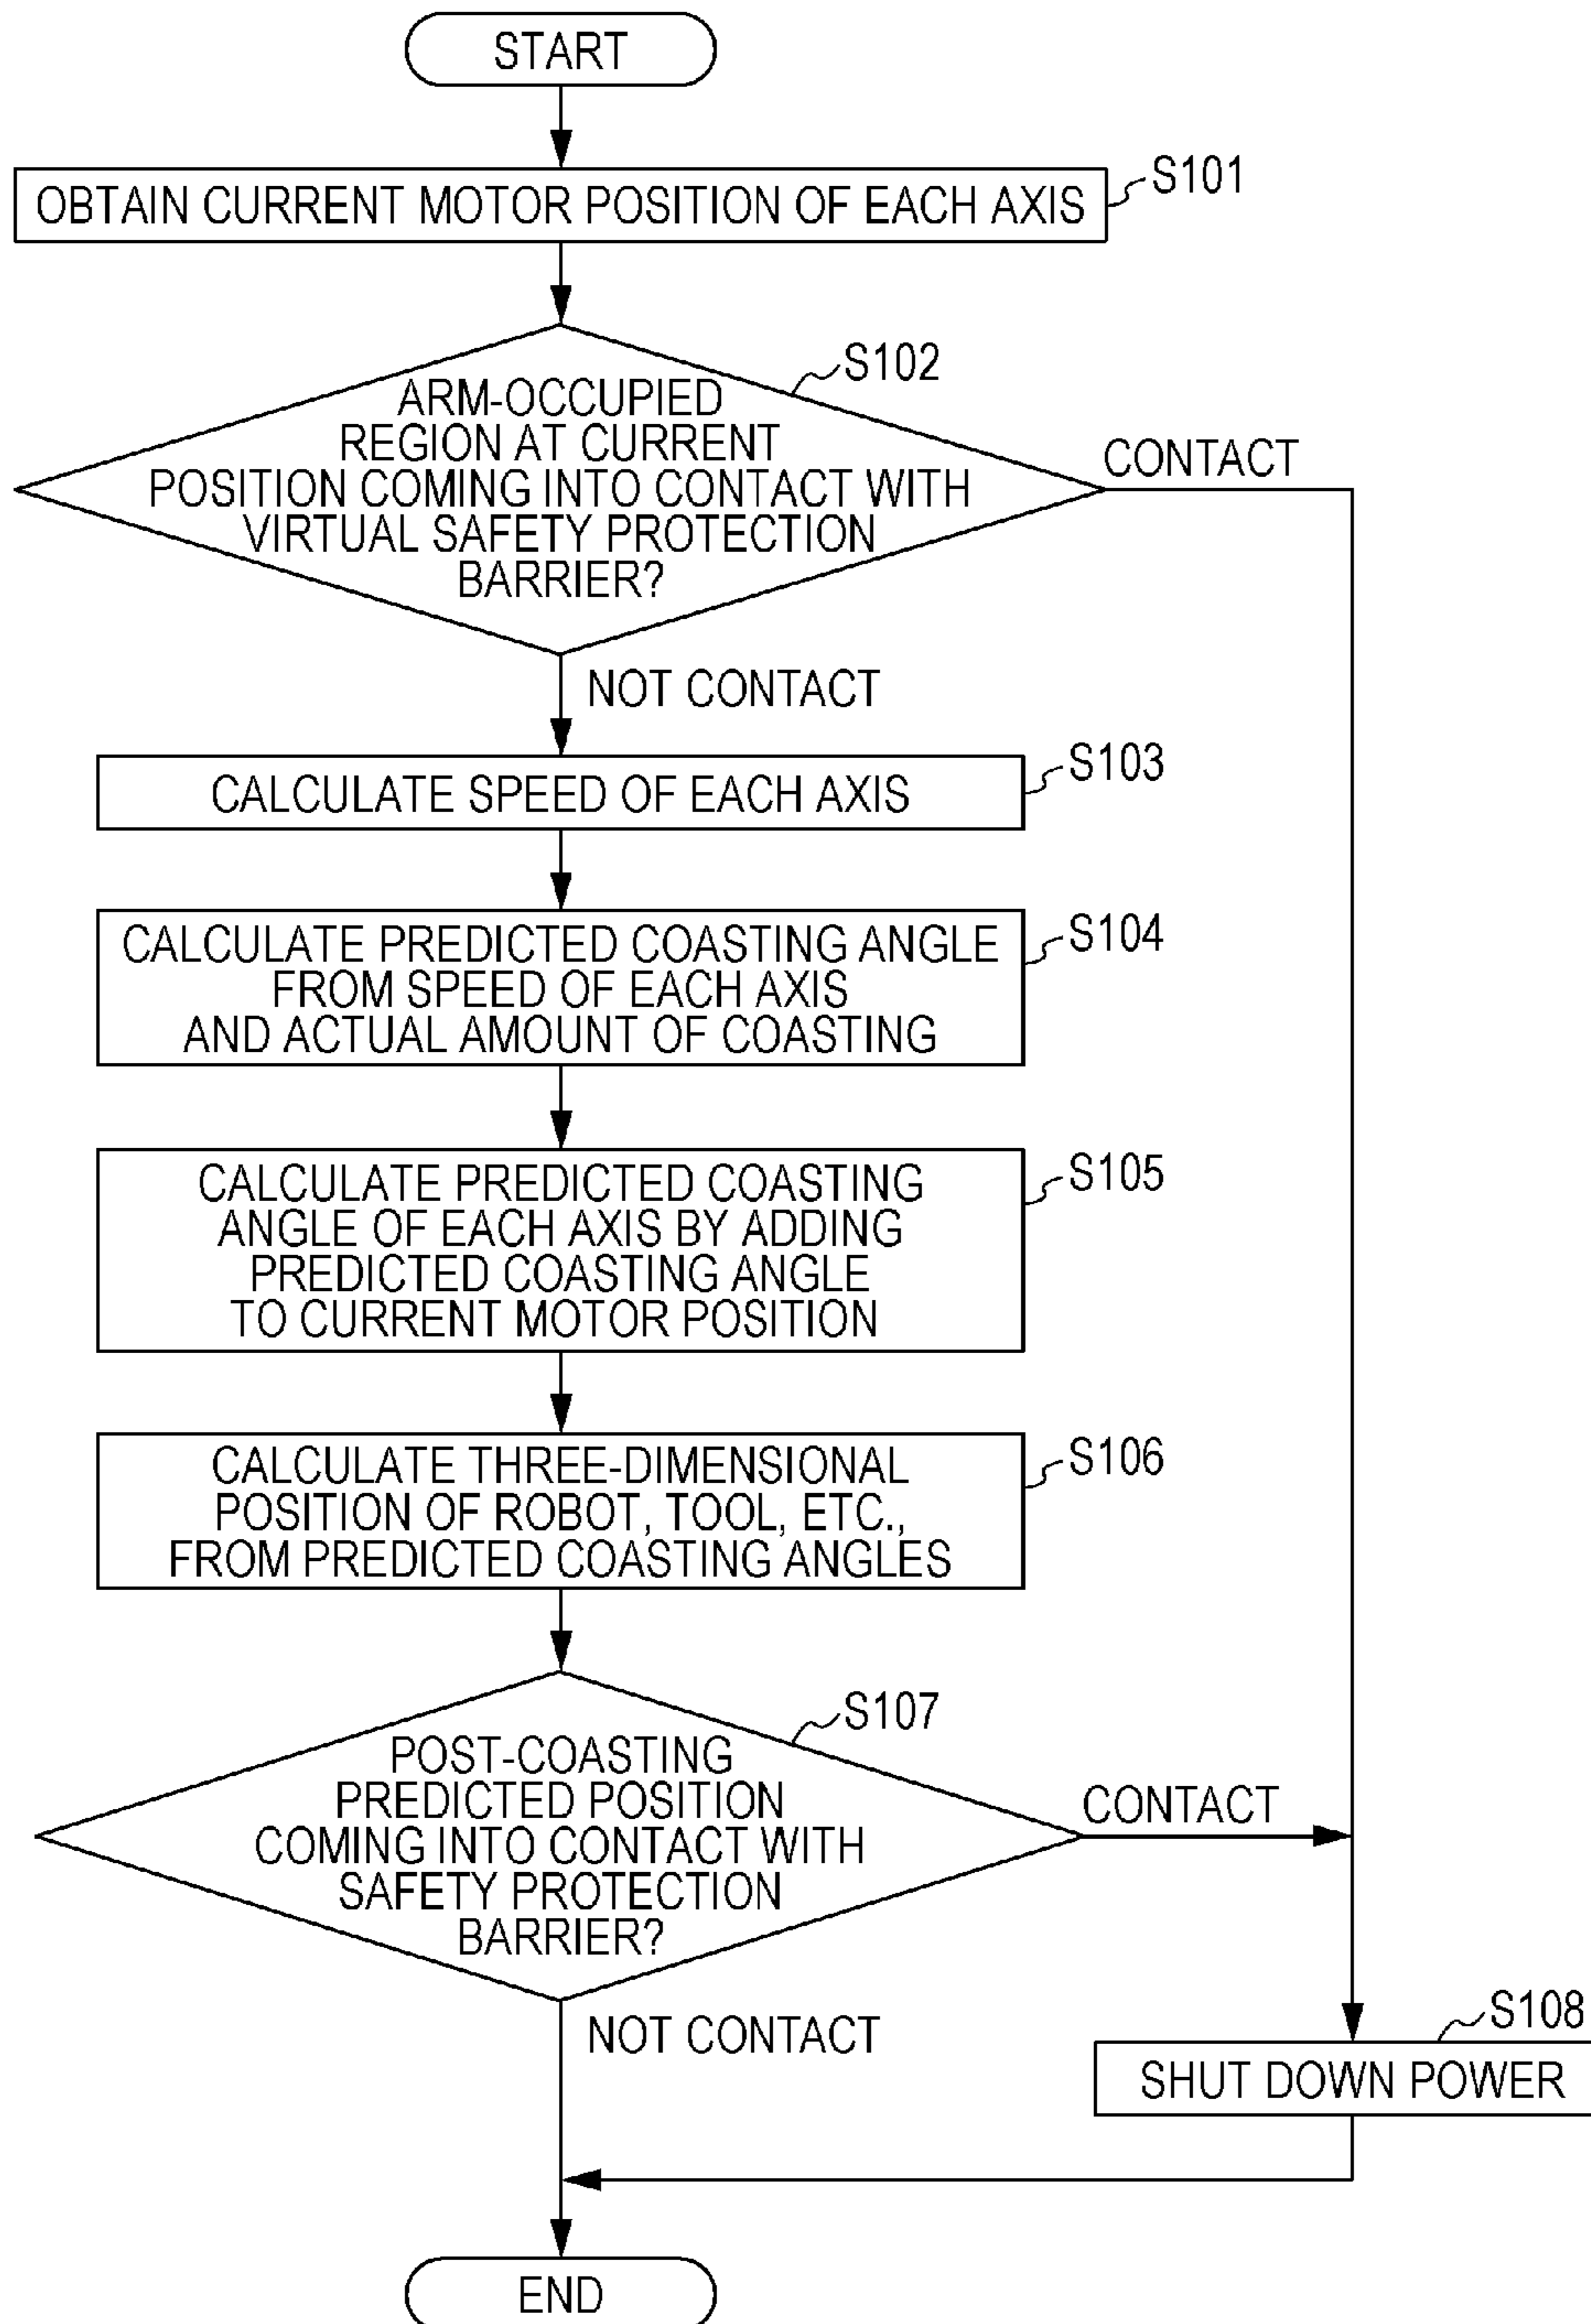 START
OBTAIN CURRENT MOTOR POSITION OF EACH AXIS
S101
S102
ARM-OCCUPIED
REGION AT CURRENT
POSITION COMING INTO CONTACT WITH
VIRTUAL SAFETY PROTECTION
BARRIER?
CONTACT
NOT CONTACT
CALCULATE SPEED OF EACH AXIS
S103
CALCULATE PREDICTED COASTING ANGLE
FROM SPEED OF EACH AXIS
AND ACTUAL AMOUNT OF COASTING
S104
CALCULATE PREDICTED COASTING
ANGLE OF EACH AXIS BY ADDING
PREDICTED COASTING ANGLE
TO CURRENT MOTOR POSITION
S105
CALCULATE THREE-DIMENSIONAL
POSITION OF ROBOT, TOOL, ETC.,
FROM PREDICTED COASTING ANGLES
S106
S107
POST-COASTING
PREDICTED POSITION
COMING INTO CONTACT WITH
SAFETY PROTECTION
BARRIER?
CONTACT
NOT CONTACT
S108
SHUT DOWN POWER
END